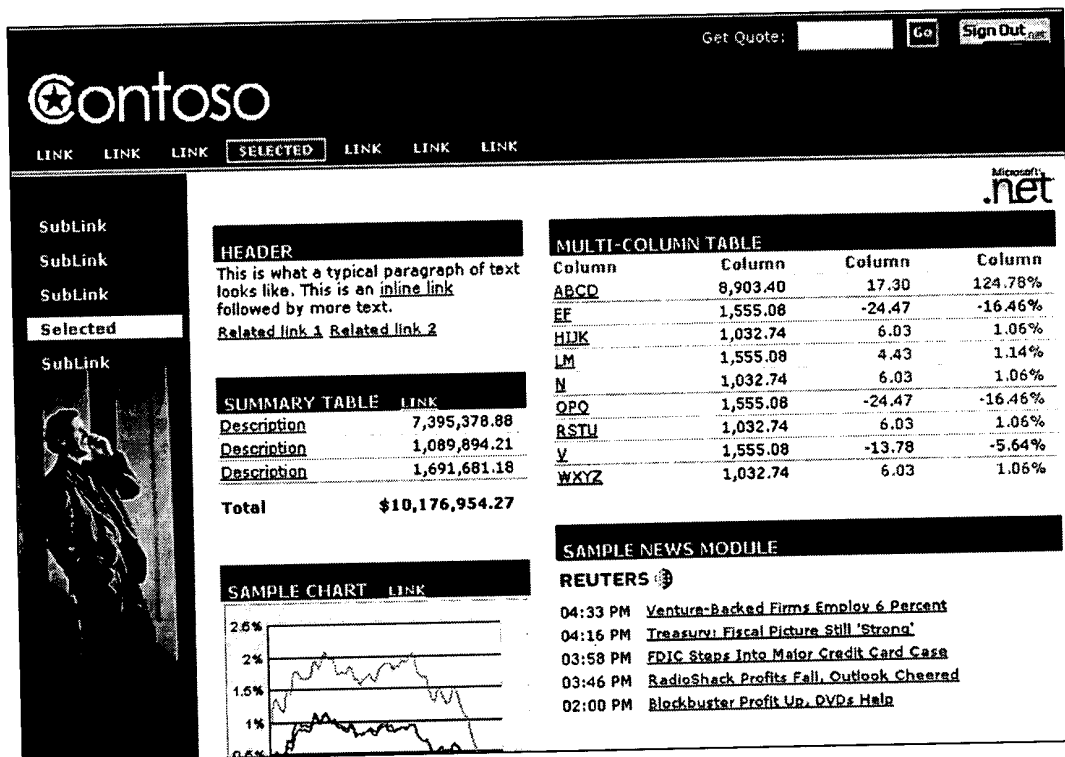 Get Quote: Go Sign Out.net
Contoso
LINK LINK LINK SELECTED LINK LINK LINK
Microsoft
.net
SubLink
SubLink
SubLink
Selected
SubLink
HEADER
This is what a typical paragraph of text
looks like. This is an inline link
followed by more text.
Related link 1 Related link 2
SUMMARY TABLE LINK
Description 7,395,378.88
Description 1,089,894.21
Description 1,691,681.18
Total $10,176,954.27
SAMPLE CHART LINK
2.5%
2%
1.5%
1%
0.5%
MULTI-COLUMN TABLE
Column Column Column Column
ABCD 8,903.40 17.30 124.78%
EF 1,555.08 -24.47 -16.46%
HIJK 1,032.74 6.03 1.06%
LM 1,555.08 4.43 1.14%
N 1,032.74 6.03 1.06%
OPQ 1,555.08 -24.47 -16.46%
RSTU 1,032.74 6.03 1.06%
V 1,555.08 -13.78 -5.64%
WXYZ 1,032.74 6.03 1.06%
SAMPLE NEWS MODULE
REUTERS
04:33 PM Venture-Backed Firms Employ 6 Percent
04:16 PM Treasury: Fiscal Picture Still 'Strong'
03:58 PM FDIC Steps Into Major Credit Card Case
03:46 PM RadioShack Profits Fall, Outlook Cheered
02:00 PM Blockbuster Profit Up, DVDs Help